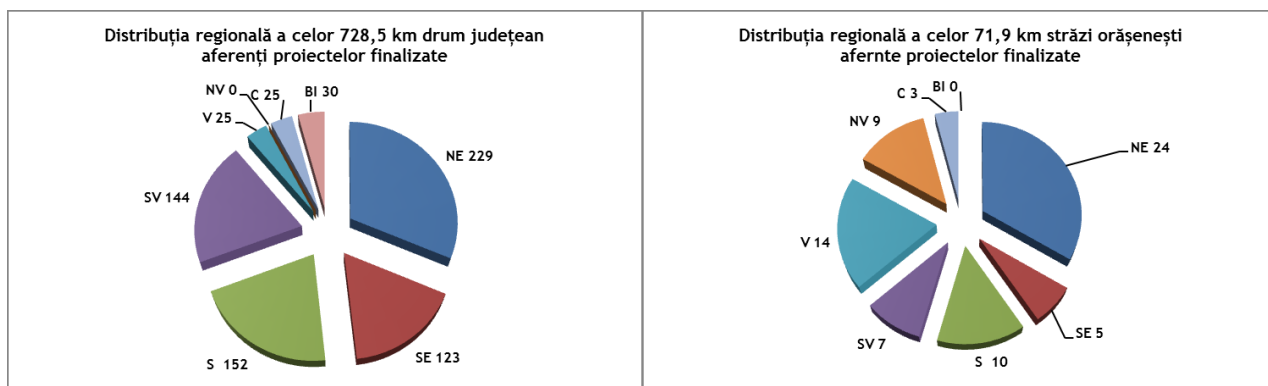 Distribuția regională a celor 728,5 km drum județean
aferenți proiectelor finalizate
NV 0
C 25
BI 30
V 25
NE 229
SV 144
S 152
SE 123
Distribuția regională a celor 71,9 km străzi orășenești
afernte proiectelor finalizate
BI 0
C 3
NV 9
NE 24
V 14
SV 7
S 10
SE 5